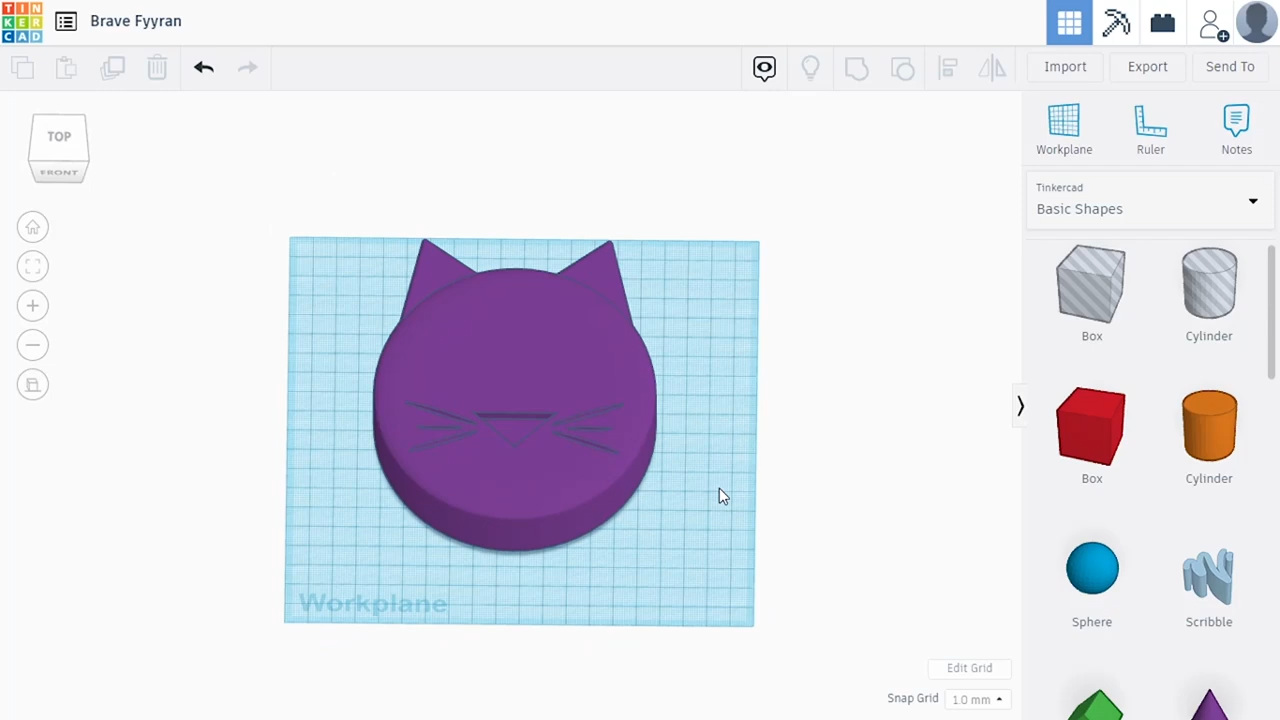 TIN
KER
CAD
Brave Fyyran
Import
Export
Send To
TOP
FRONT
Workplane
Ruler
Notes
Tinkercad
Basic Shapes
Box
Cylinder
Box
Cylinder
Sphere
Scribble
Workplane
Edit Grid
Snap Grid
1.0 mm